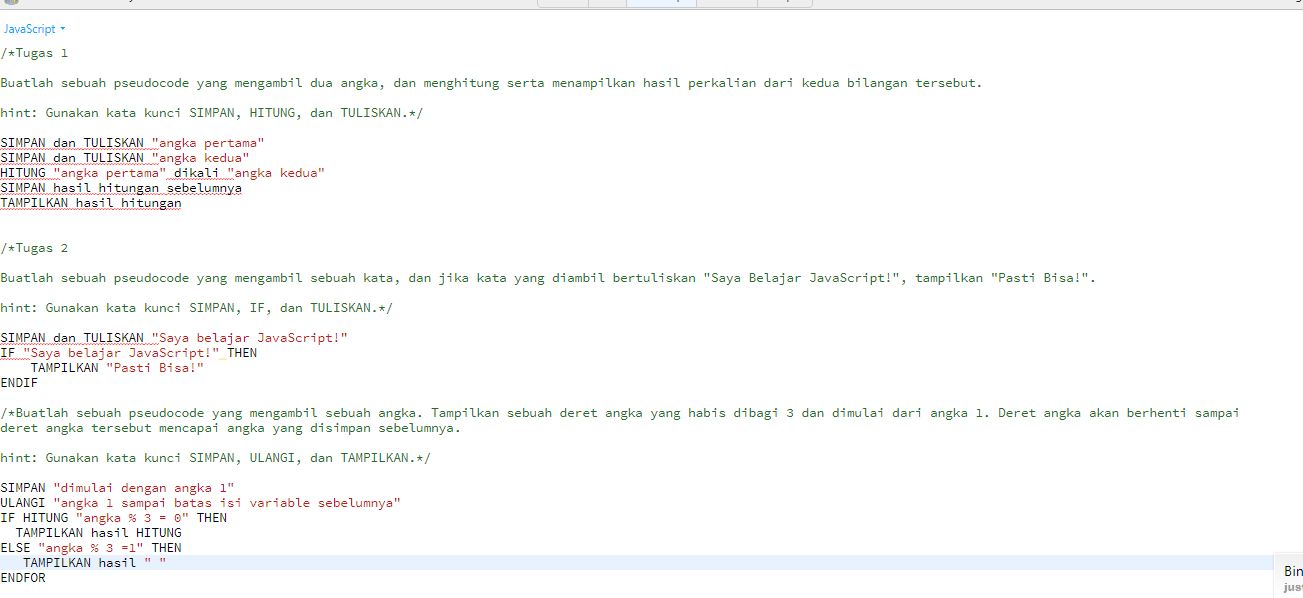 JavaScript
/*Tugas 1
Buatlah sebuah pseudocode yang mengambil dua angka, dan menghitung serta menampilkan hasil perkalian dari kedua bilangan tersebut.
hint: Gunakan kata kunci SIMPAN, HITUNG, dan TULISKAN.*/
SIMPAN dan TULISKAN "angka pertama"
SIMPAN dan TULISKAN "angka kedua"
HITUNG "angka pertama" dikali "angka kedua"
SIMPAN hasil hitungan sebelumnya
TAMPILKAN hasil hitungan
/*Tugas 2
Buatlah sebuah pseudocode yang mengambil sebuah kata, dan jika kata yang diambil bertuliskan "Saya Belajar JavaScript!", tampilkan "Pasti Bisa!".
hint: Gunakan kata kunci SIMPAN, IF, dan TULISKAN.*/
SIMPAN dan TULISKAN "Saya belajar JavaScript!"
IF "Saya belajar JavaScript!" THEN
TAMPILKAN "Pasti Bisa!"
ENDIF
/*Buatlah sebuah pseudocode yang mengambil sebuah angka. Tampilkan sebuah deret angka yang habis dibagi 3 dan dimulai dari angka 1. Deret angka akan berhenti sampai
deret angka tersebut mencapai angka yang disimpan sebelumnya.
hint: Gunakan kata kunci SIMPAN, ULANGI, dan TAMPILKAN.*/
SIMPAN "dimulai dengan angka 1"
ULANGI "angka 1 sampai batas isi variable sebelumnya"
IF HITUNG "angka % 3 = 0" THEN
TAMPILKAN hasil HITUNG
ELSE "angka % 3 =1" THEN
TAMPILKAN hasil " "
ENDFOR
Bin
just